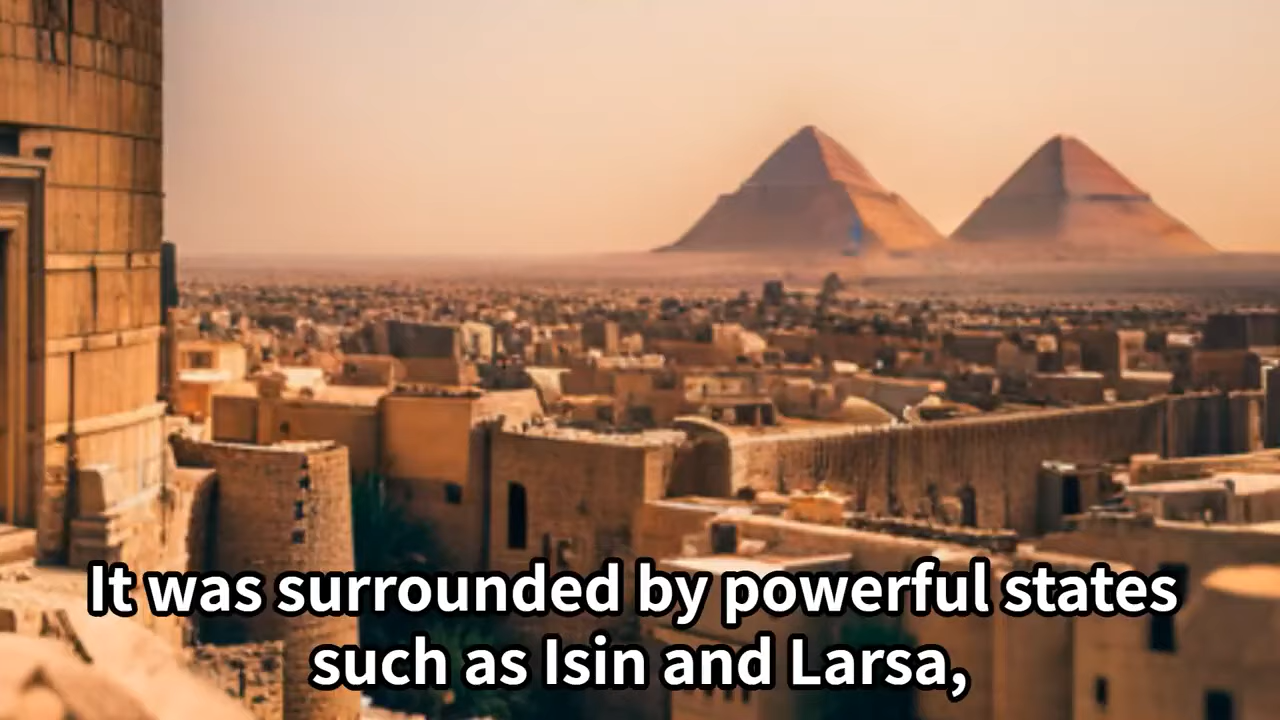 It was surrounded by powerful states
such as Isin and Larsa,